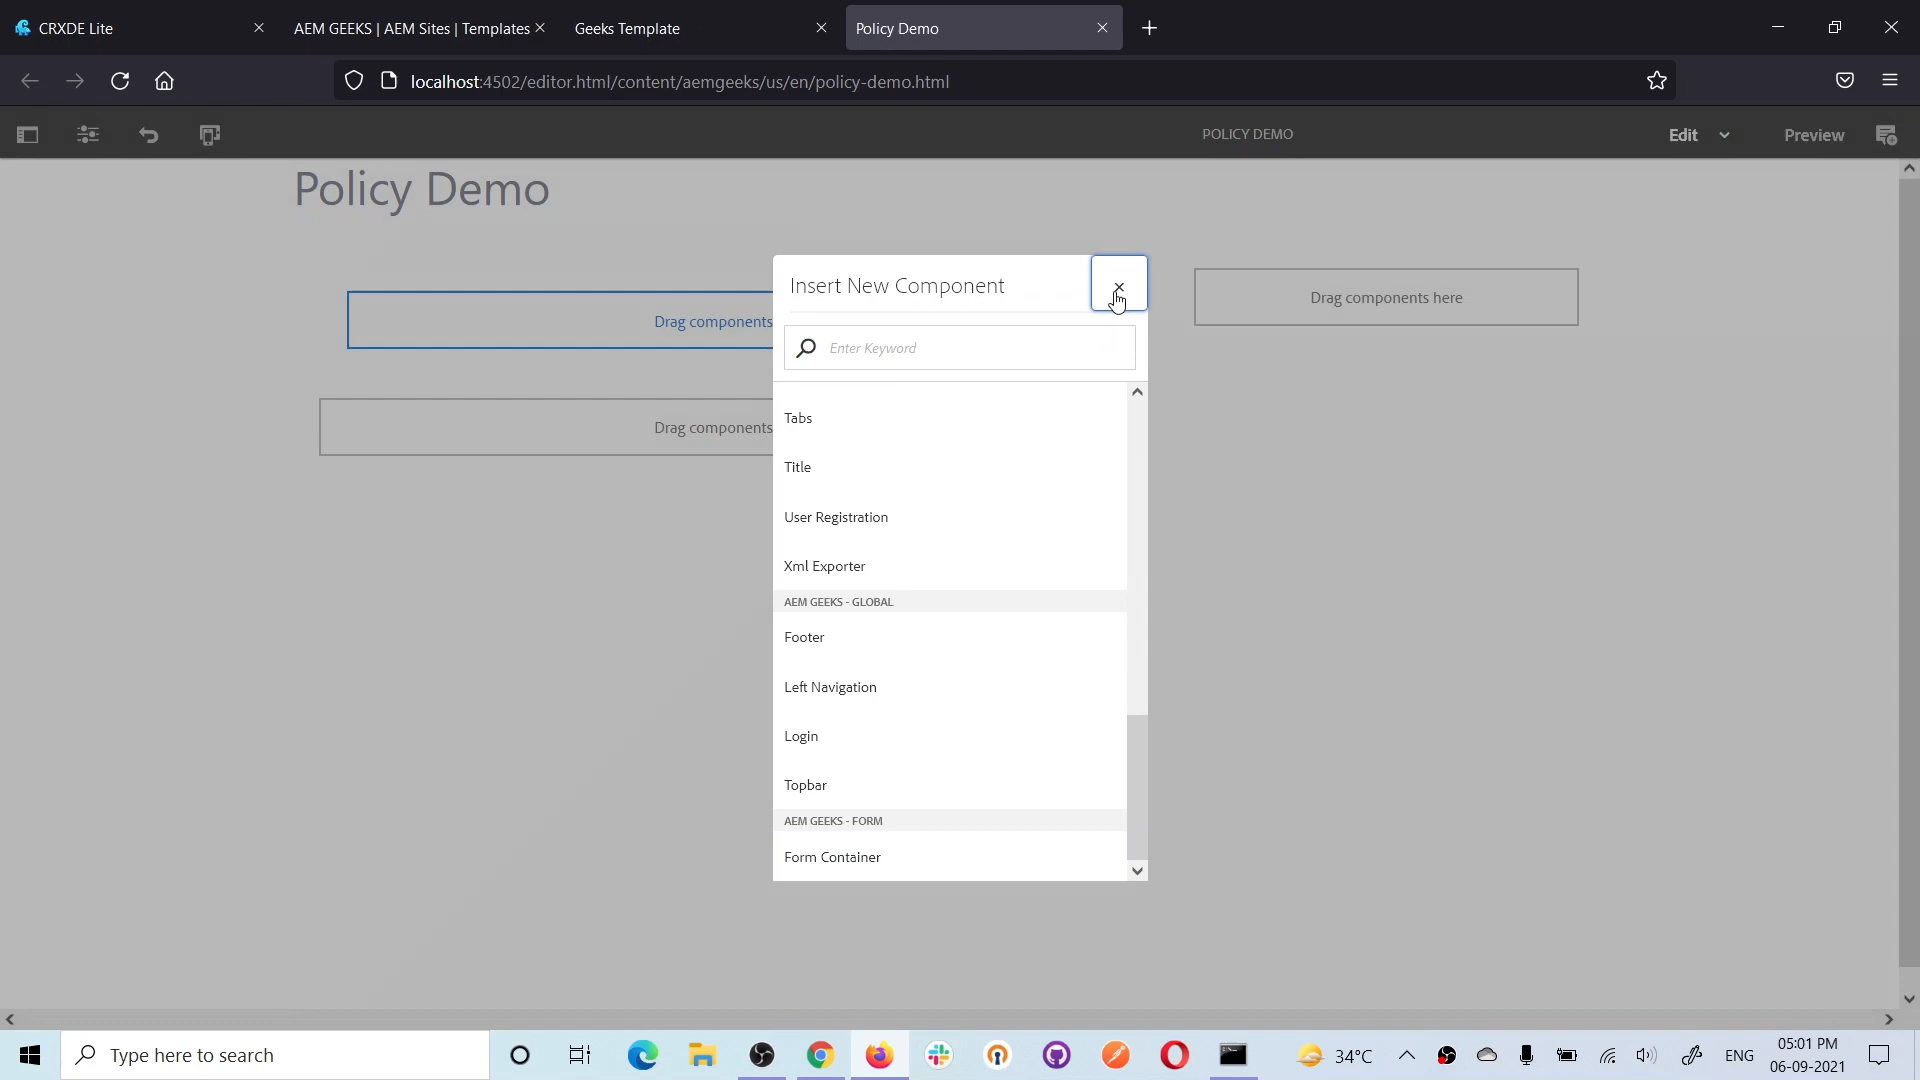 CRXDE Lite
AEM GEEKS | AEM Sites | Templates
Geeks Template
Policy Demo
localhost:4502/editor.html/content/aemgeeks/us/en/policy-demo.html
POLICY DEMO
Edit
Preview
Policy Demo
Insert New Component
Drag components here
Drag components
Enter Keyword
Drag components
Tabs
Title
User Registration
Xml Exporter
AEM GEEKS - GLOBAL
Footer
Left Navigation
Login
Topbar
AEM GEEKS - FORM
Form Container
Type here to search
34°C
ENG
05:01 PM
06-09-2021